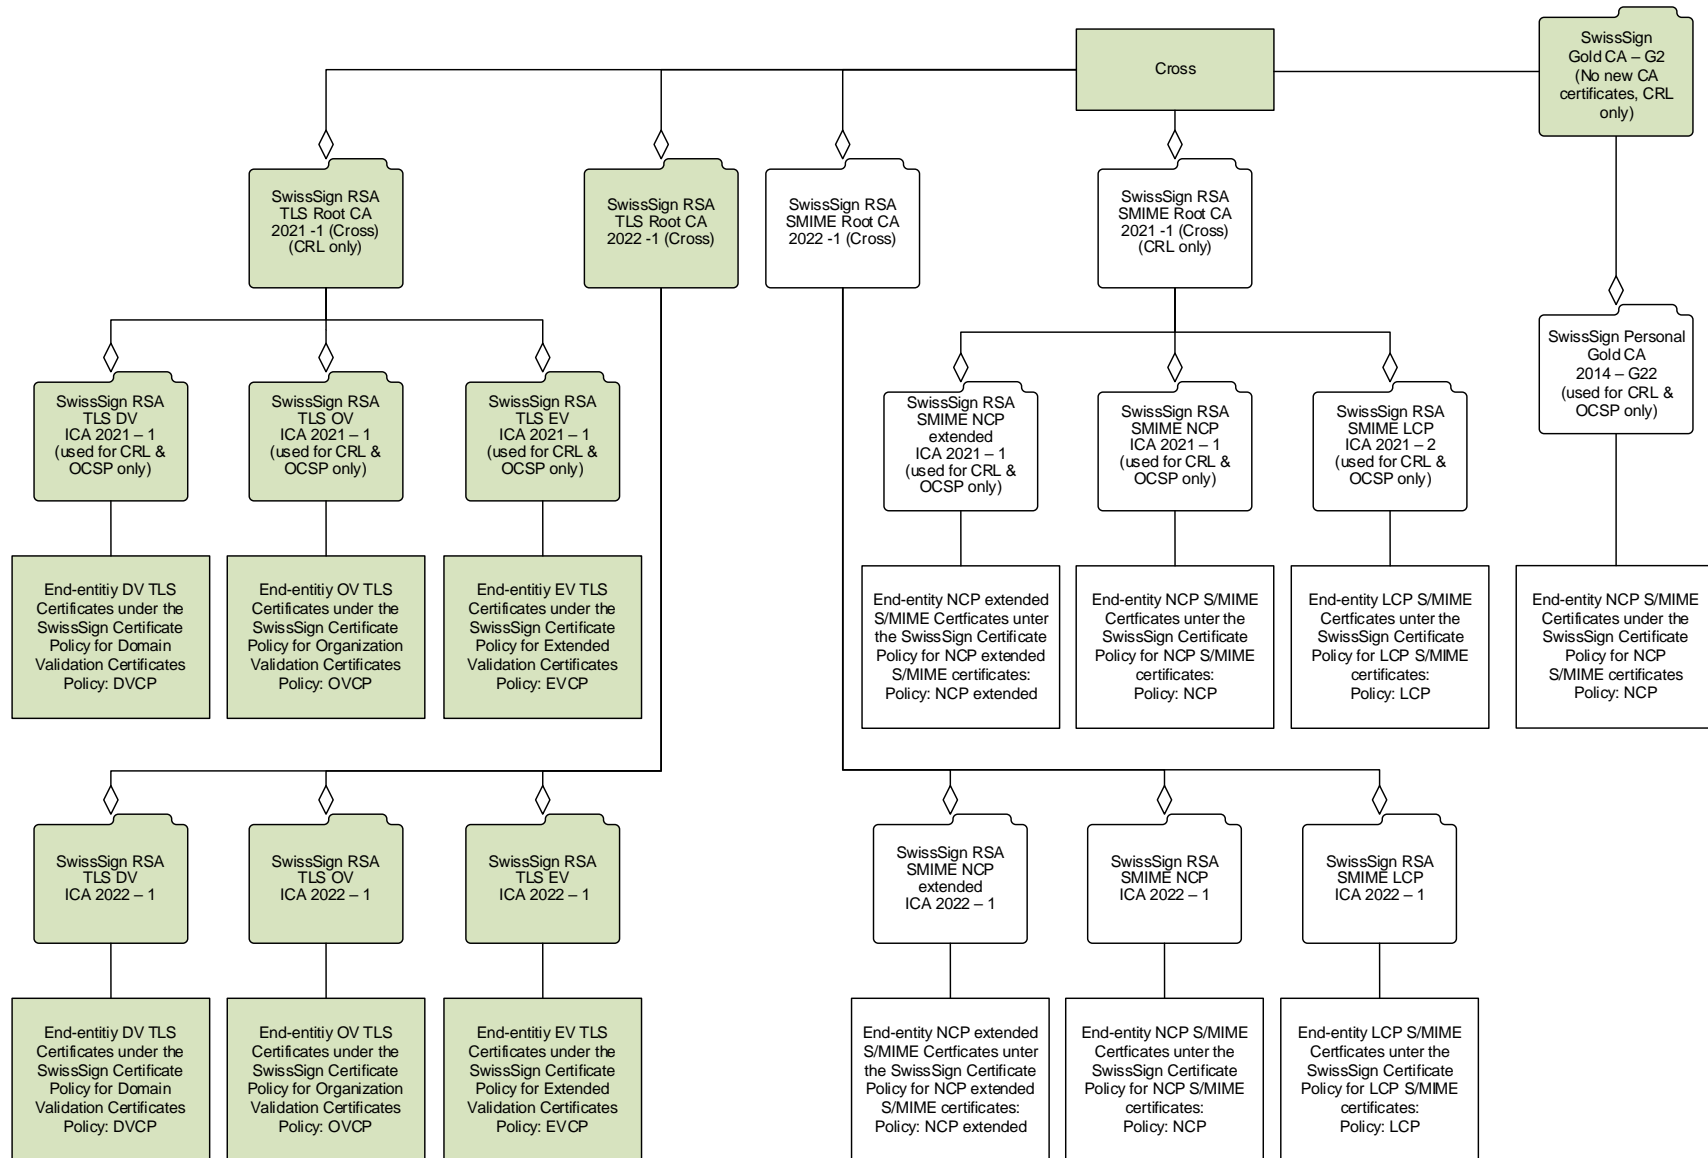 Cross
SwissSign
Gold CA – G2
(No new CA
certificates, CRL
only)
SwissSign RSA
TLS Root CA
2021 -1 (Cross)
(CRL only)
SwissSign RSA
TLS Root CA
2022 -1 (Cross)
SwissSign RSA
SMIME Root CA
2022 -1 (Cross)
SwissSign RSA
SMIME Root CA
2021 -1 (Cross)
(CRL only)
SwissSign Personal
Gold CA
2014 – G22
(used for CRL &
OCSP only)
SwissSign RSA
TLS DV
ICA 2021 – 1
(used for CRL &
OCSP only)
SwissSign RSA
TLS OV
ICA 2021 – 1
(used for CRL &
OCSP only)
SwissSign RSA
TLS EV
ICA 2021 – 1
(used for CRL &
OCSP only)
SwissSign RSA
SMIME NCP
extended
ICA 2021 – 1
(used for CRL &
OCSP only)
SwissSign RSA
SMIME NCP
ICA 2021 – 1
(used for CRL &
OCSP only)
SwissSign RSA
SMIME LCP
ICA 2021 – 2
(used for CRL &
OCSP only)
End-entitiy DV TLS
Certificates under the
SwissSign Certificate
Policy for Domain
Validation Certificates
Policy: DVCP
End-entitiy OV TLS
Certificates under the
SwissSign Certificate
Policy for Organization
Validation Certificates
Policy: OVCP
End-entitiy EV TLS
Certificates under the
SwissSign Certificate
Policy for Extended
Validation Certificates
Policy: EVCP
End-entity NCP extended
S/MIME Certficates unter
the SwissSign Certificate
Policy for NCP extended
S/MIME certificates:
Policy: NCP extended
End-entity NCP S/MIME
Certficates unter the
SwissSign Certificate
Policy for NCP S/MIME
certificates:
Policy: NCP
End-entity LCP S/MIME
Certficates unter the
SwissSign Certificate
Policy for LCP S/MIME
certificates:
Policy: LCP
End-entity NCP S/MIME
Certificates under the
SwissSign Certificate
Policy for NCP
S/MIME certificates
Policy: NCP
SwissSign RSA
TLS DV
ICA 2022 – 1
SwissSign RSA
TLS OV
ICA 2022 – 1
SwissSign RSA
TLS EV
ICA 2022 – 1
SwissSign RSA
SMIME NCP
extended
ICA 2022 – 1
SwissSign RSA
SMIME NCP
ICA 2022 – 1
SwissSign RSA
SMIME LCP
ICA 2022 – 1
End-entitiy DV TLS
Certificates under the
SwissSign Certificate
Policy for Domain
Validation Certificates
Policy: DVCP
End-entitiy OV TLS
Certificates under the
SwissSign Certificate
Policy for Organization
Validation Certificates
Policy: OVCP
End-entitiy EV TLS
Certificates under the
SwissSign Certificate
Policy for Extended
Validation Certificates
Policy: EVCP
End-entity NCP extended
S/MIME Certficates unter
the SwissSign Certificate
Policy for NCP extended
S/MIME certificates:
Policy: NCP extended
End-entity NCP S/MIME
Certficates unter the
SwissSign Certificate
Policy for NCP S/MIME
certificates:
Policy: NCP
End-entity LCP S/MIME
Certficates unter the
SwissSign Certificate
Policy for LCP S/MIME
certificates:
Policy: LCP